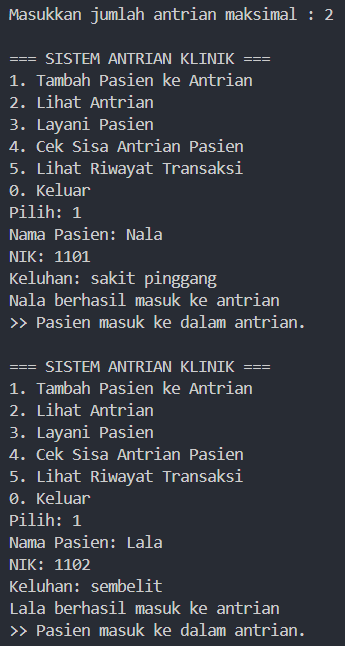 Masukkan jumlah antrian maksimal : 2
=== SISTEM ANTRIAN KLINIK ===
1. Tambah Pasien ke Antrian
2. Lihat Antrian
3. Layani Pasien
4. Cek Sisa Antrian Pasien
5. Lihat Riwayat Transaksi
0. Keluar
Pilih: 1
Nama Pasien: Nala
NIK: 1101
Keluhan: sakit pinggang
Nala berhasil masuk ke antrian
>> Pasien masuk ke dalam antrian.
=== SISTEM ANTRIAN KLINIK ===
1. Tambah Pasien ke Antrian
2. Lihat Antrian
3. Layani Pasien
4. Cek Sisa Antrian Pasien
5. Lihat Riwayat Transaksi
0. Keluar
Pilih: 1
Nama Pasien: Lala
NIK: 1102
Keluhan: sembelit
Lala berhasil masuk ke antrian
>> Pasien masuk ke dalam antrian.